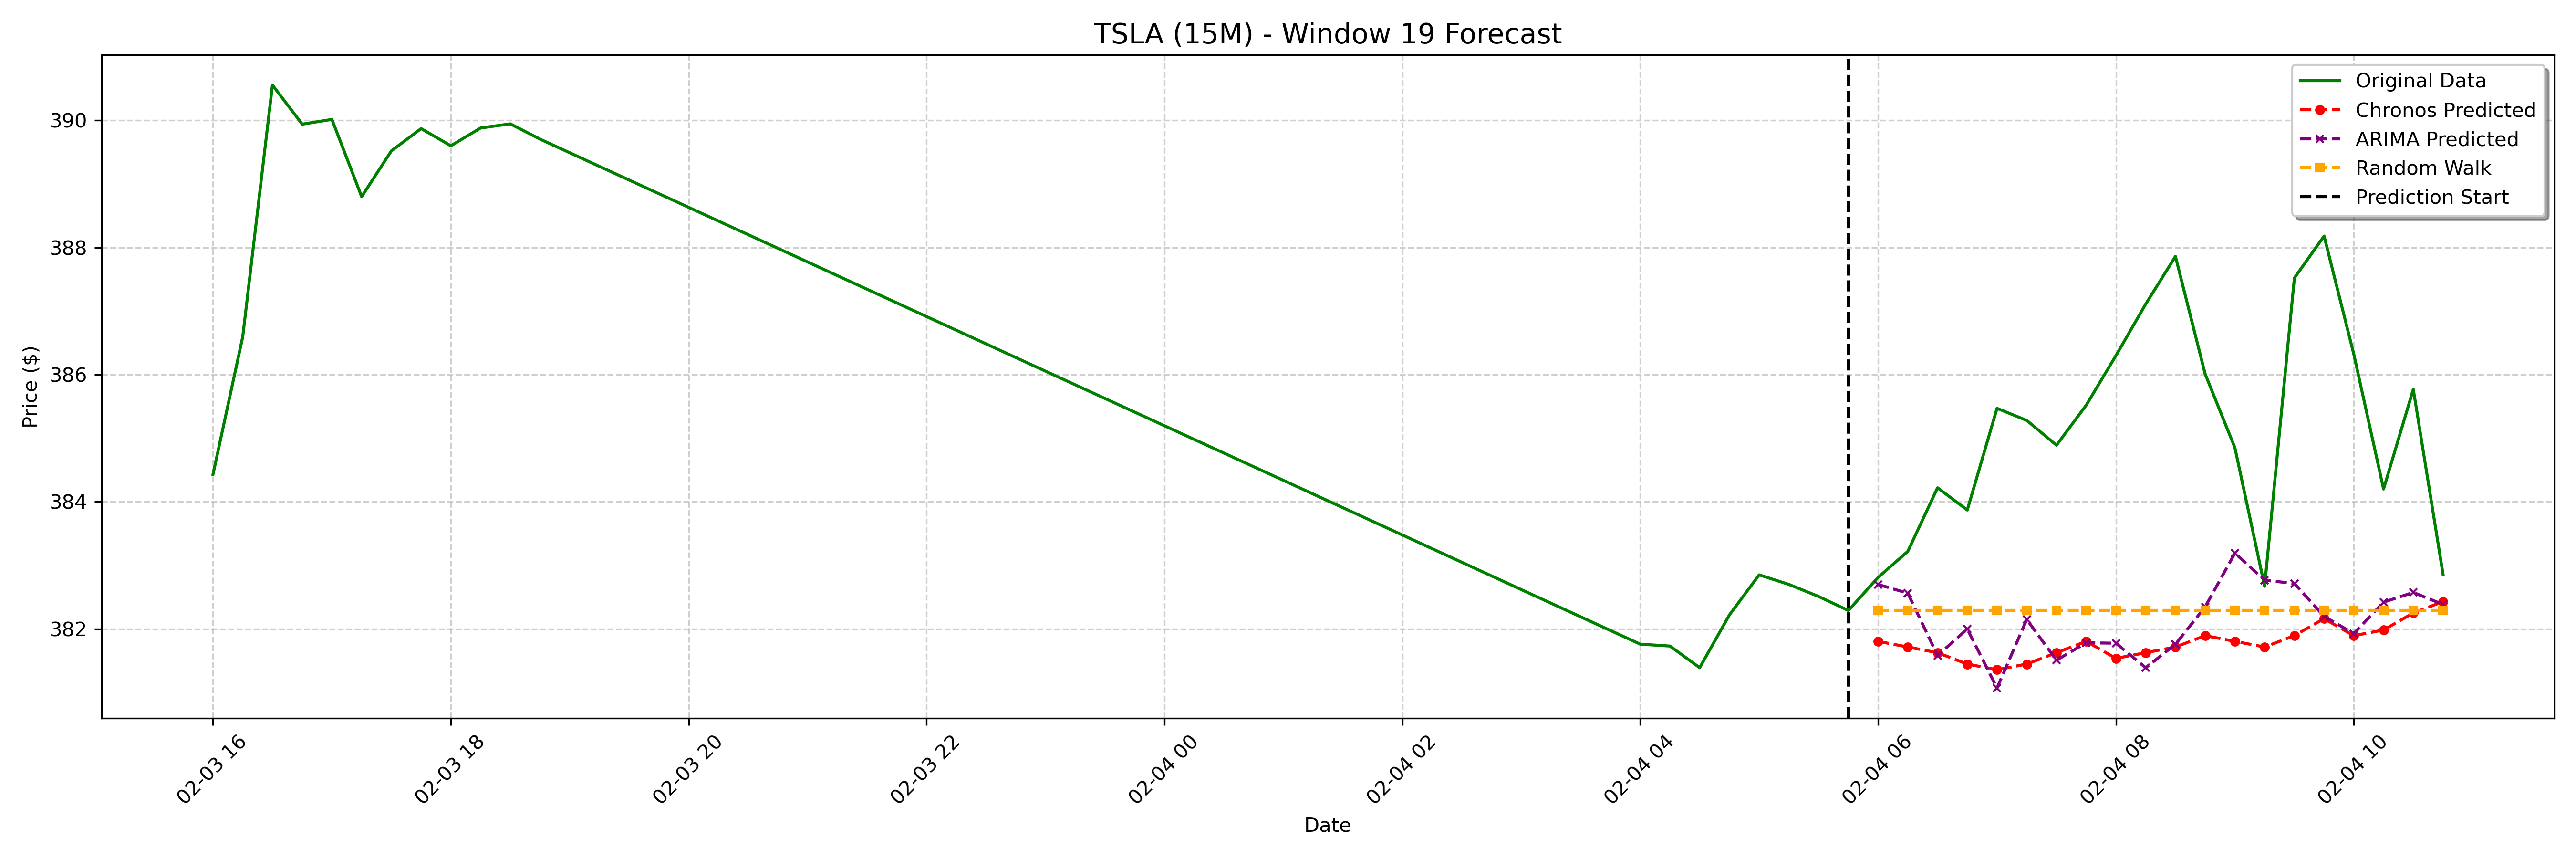 TSLA (15M) - Window 19 Forecast
Original Data
Chronos Predicted
ARIMA Predicted
Random Walk
Prediction Start
Price ($)
390
388
386
384
382
02-03 16
02-03 18
02-03 20
02-03 22
02-04 00
02-04 02
02-04 04
02-04 06
02-04 08
02-04 10
Date